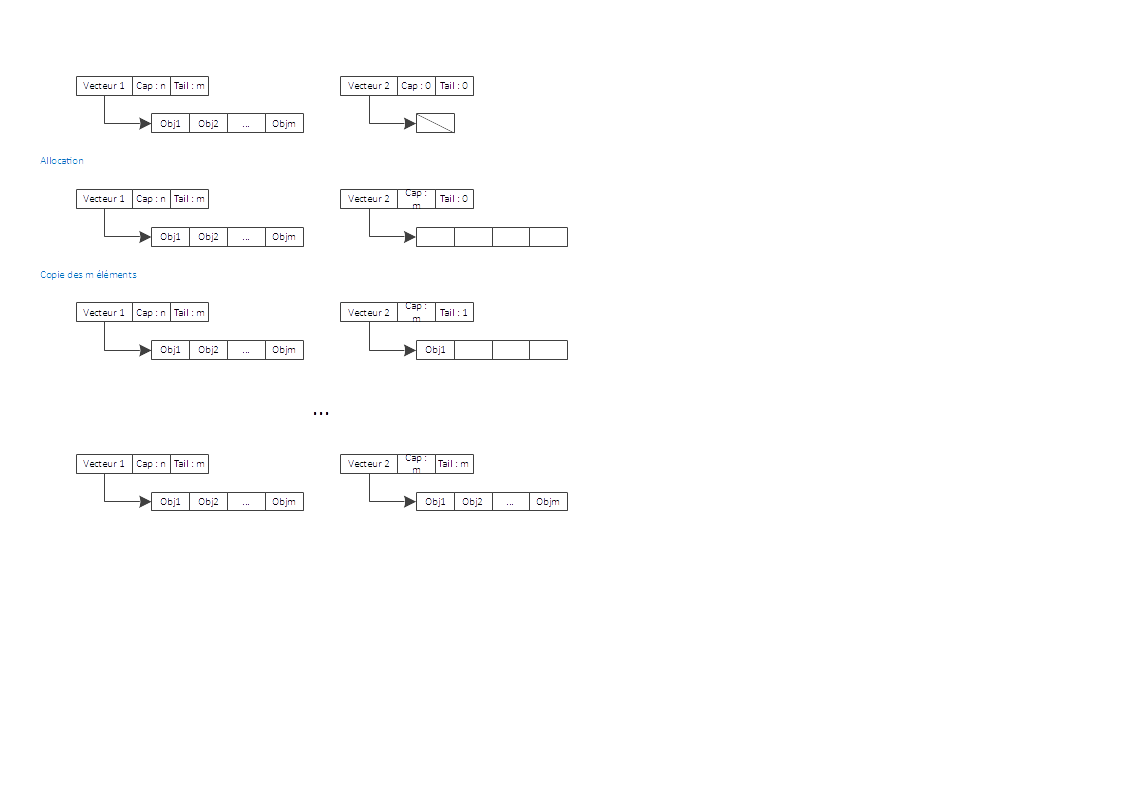 Vecteur 1 Cap : n Tail : m Vecteur 2 Cap : 0 Tail : 0
Obj1 Obj2 ... Objm
Allocation
Vecteur 1 Cap : n Tail : m Vecteur 2 Cap : m Tail : 0
Obj1 Obj2 ... Objm
Copie des m éléments
Vecteur 1 Cap : n Tail : m Vecteur 2 Cap : m Tail : 1
Obj1 Obj2 ... Objm Obj1
...
Vecteur 1 Cap : n Tail : m Vecteur 2 Cap : m Tail : m
Obj1 Obj2 ... Objm Obj1 Obj2 ... Objm